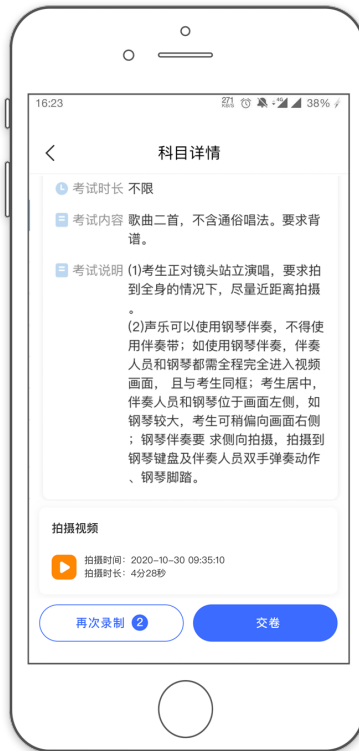 16:23
271 KB/S 4G 38%
科目详情
考试时长 不限
考试内容 歌曲二首，不含通俗唱法。要求背
谱。
考试说明 (1)考生正对镜头站立演唱，要求拍
到全身的情况下，尽量近距离拍摄
。
(2)声乐可以使用钢琴伴奏，不得使
用伴奏带；如使用钢琴伴奏，伴奏
人员和钢琴都需全程完全进入视频
画面， 且与考生同框；考生居中，
伴奏人员和钢琴位于画面左侧，如
钢琴较大，考生可稍偏向画面右侧
；钢琴伴奏要 求侧向拍摄，拍摄到
钢琴键盘及伴奏人员双手弹奏动作
、钢琴脚踏。
拍摄视频
拍摄时间：2020-10-30 09:35:10
拍摄时长：4分28秒
再次录制 2 交卷